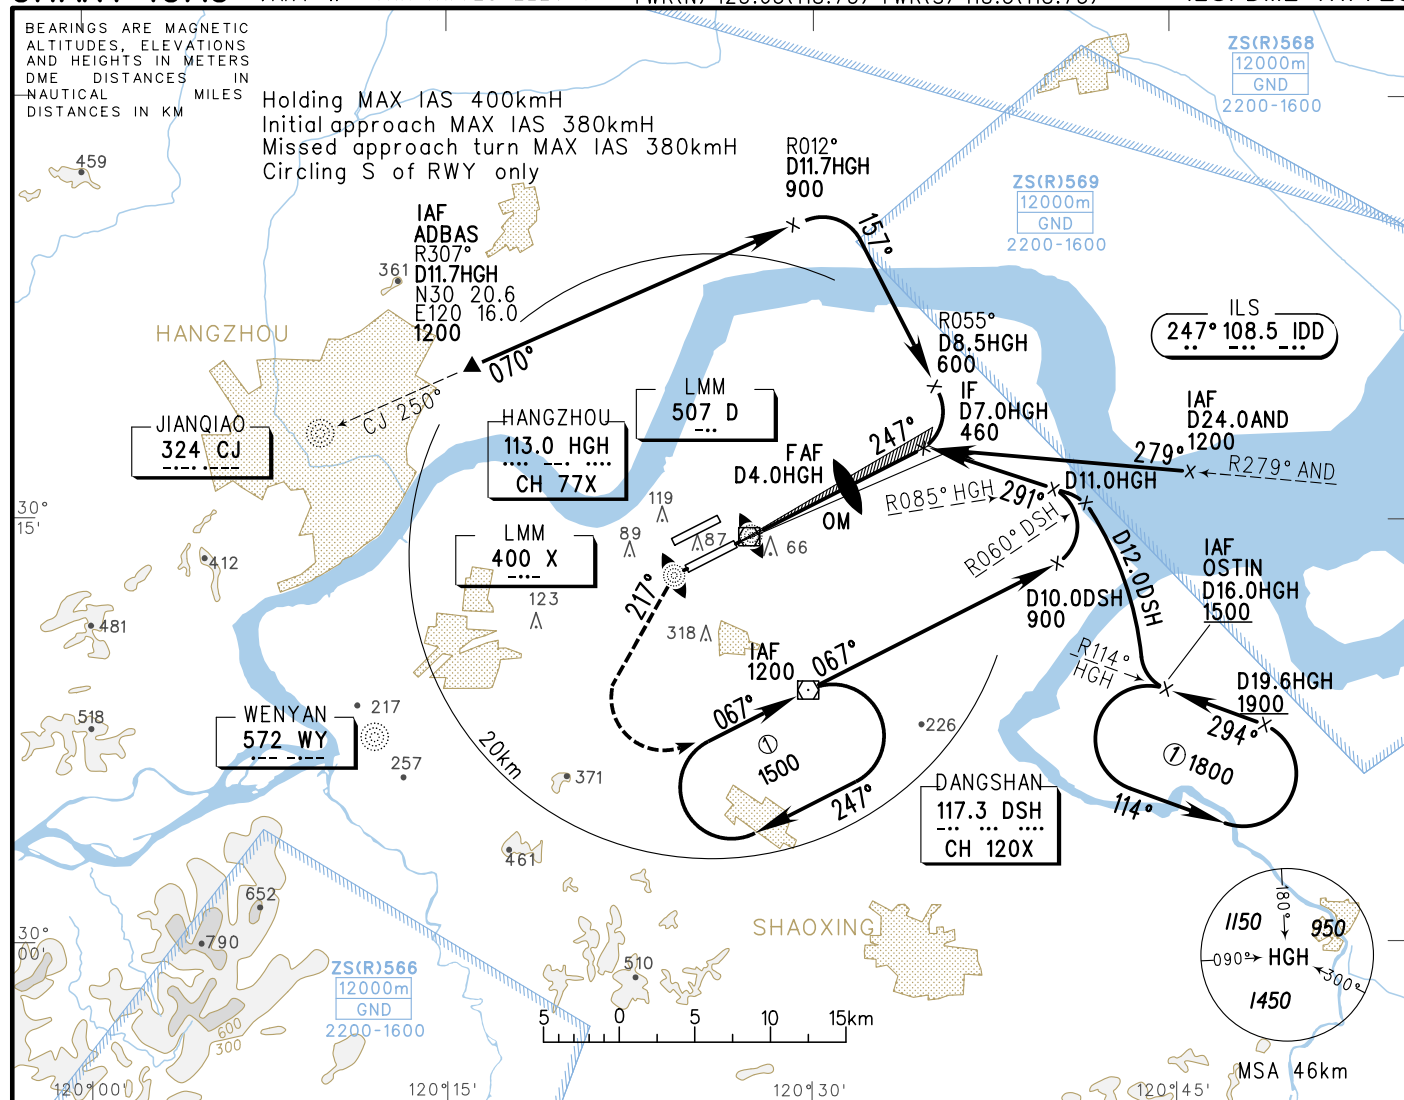 BEARINGS ARE MAGNETIC
ALTITUDES, ELEVATIONS
AND HEIGHTS IN METERS
DME DISTANCES IN
NAUTICAL MILES
DISTANCES IN KM
Holding MAX IAS 400kmH
Initial approach MAX IAS 380kmH
Missed approach turn MAX IAS 380kmH
Circling S of RWY only
ZS(R)568
12000m
GND
2200-1600
ZS(R)569
12000m
GND
2200-1600
459
R012°
D11.7HGH
900
157°
IAF
ADBAS
R307°
D11.7HGH
N30 20.6
E120 16.0
1200
361
HANGZHOU
070°
CJ 250°
R055°
D8.5HGH
600
IF
D7.0HGH
460
ILS
247° 108.5 IDD
JIANQIAO
324 CJ
HANGZHOU
113.0 HGH
CH 77X
LMM
507 D
LMM
400 X
FAF
D4.0HGH
247°
OM
IAF
D24.0AND
1200
279°
R279° AND
D11.0HGH
291°
R085° HGH
R060° DSH
D12.0DSH
30°
15'
119
89
87
66
412
123
481
318
217°
IAF
1200
067°
D10.0DSH
900
IAF
OSTIN
D16.0HGH
1500
R114°
HGH
D19.6HGH
1900
294°
① 1800
114°
067°
①
1500
247°
518
WENYAN
572 WY
217
257
20km
226
371
DANGSHAN
117.3 DSH
CH 120X
461
652
790
30°
00'
ZS(R)566
12000m
GND
2200-1600
600
300
510
SHAOXING
180°
1150
950
090°
HGH
300°
1450
MSA 46km
5 0 5 10 15km
120°00'
120°15'
120°30'
120°45'